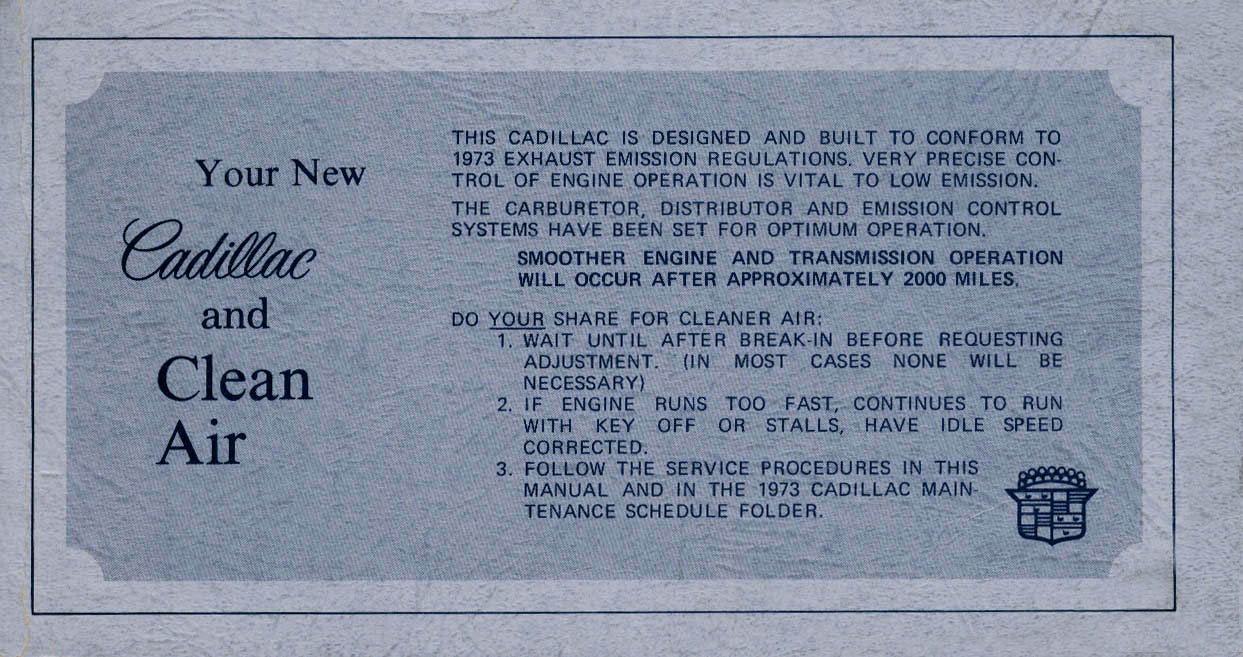 Your New
Cadillac
and
Clean
Air
THIS CADILLAC IS DESIGNED AND BUILT TO CONFORM TO
1973 EXHAUST EMISSION REGULATIONS. VERY PRECISE CON-
TROL OF ENGINE OPERATION IS VITAL TO LOW EMISSION.
THE CARBURETOR, DISTRIBUTOR AND EMISSION CONTROL
SYSTEMS HAVE BEEN SET FOR OPTIMUM OPERATION.
SMOOTHER ENGINE AND TRANSMISSION OPERATION
WILL OCCUR AFTER APPROXIMATELY 2000 MILES.
DO YOUR SHARE FOR CLEANER AIR:
1. WAIT UNTIL AFTER BREAK-IN BEFORE REQUESTING
ADJUSTMENT. (IN MOST CASES NONE WILL BE
NECESSARY)
2. IF ENGINE RUNS TOO FAST, CONTINUES TO RUN
WITH KEY OFF OR STALLS, HAVE IDLE SPEED
CORRECTED.
3. FOLLOW THE SERVICE PROCEDURES IN THIS
MANUAL AND IN THE 1973 CADILLAC MAIN-
TENANCE SCHEDULE FOLDER.